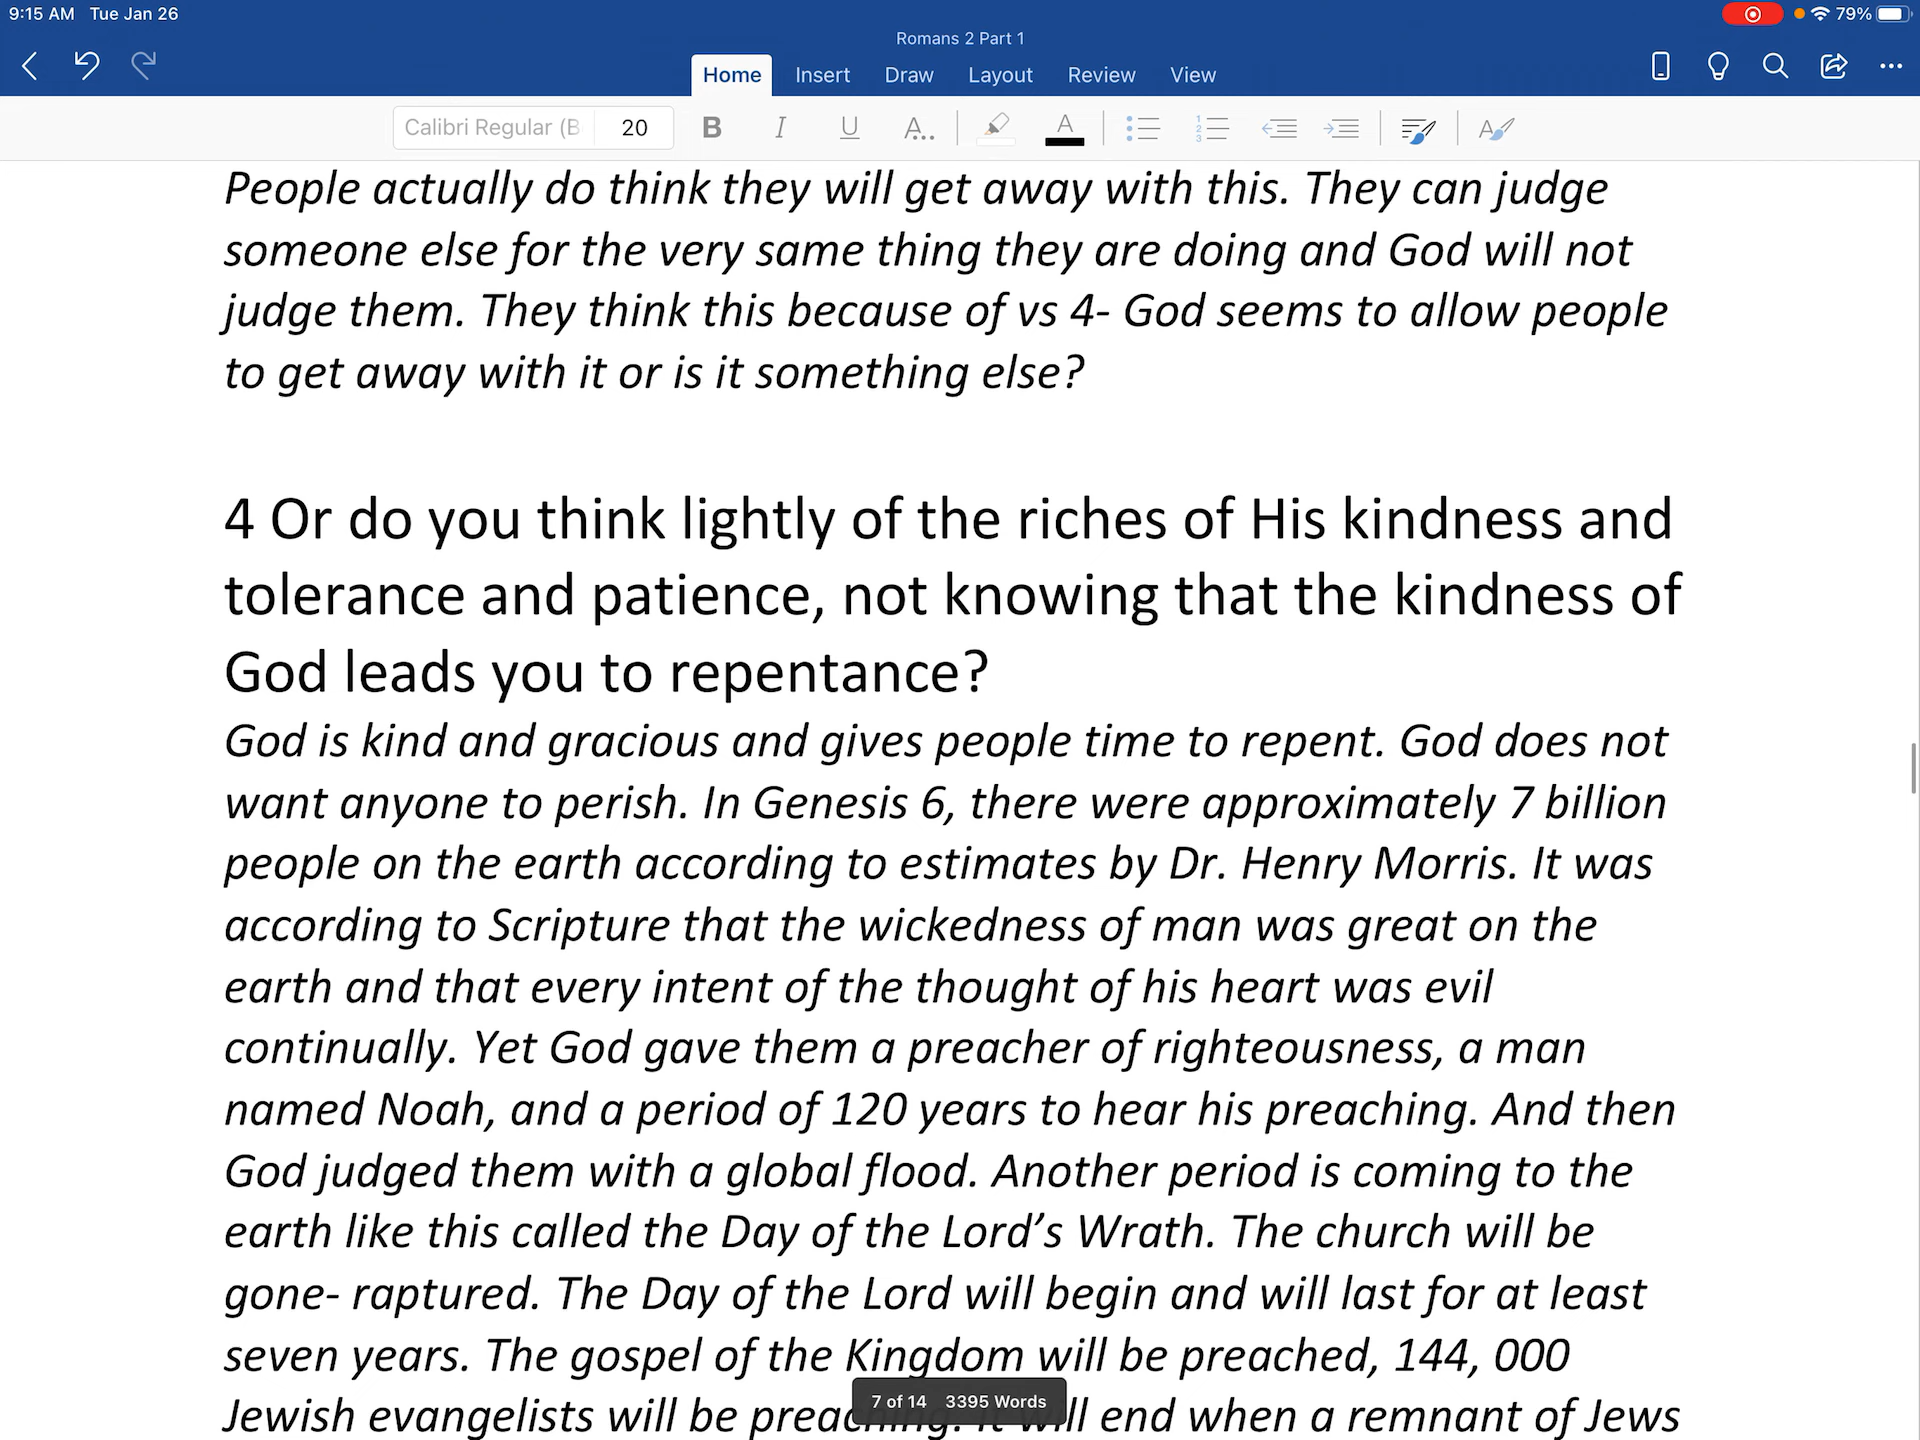 9:15 AM Tue Jan 26
79%
Romans 2 Part 1
Home Insert Draw Layout Review View
Calibri Regular (B 20 B I U A.. A
People actually do think they will get away with this. They can judge
someone else for the very same thing they are doing and God will not
judge them. They think this because of vs 4- God seems to allow people
to get away with it or is it something else?
4 Or do you think lightly of the riches of His kindness and
tolerance and patience, not knowing that the kindness of
God leads you to repentance?
God is kind and gracious and gives people time to repent. God does not
want anyone to perish. In Genesis 6, there were approximately 7 billion
people on the earth according to estimates by Dr. Henry Morris. It was
according to Scripture that the wickedness of man was great on the
earth and that every intent of the thought of his heart was evil
continually. Yet God gave them a preacher of righteousness, a man
named Noah, and a period of 120 years to hear his preaching. And then
God judged them with a global flood. Another period is coming to the
earth like this called the Day of the Lord’s Wrath. The church will be
gone- raptured. The Day of the Lord will begin and will last for at least
seven years. The gospel of the Kingdom will be preached, 144, 000
Jewish evangelists will be preaching. It will end when a remnant of Jews
7 of 14 3395 Words